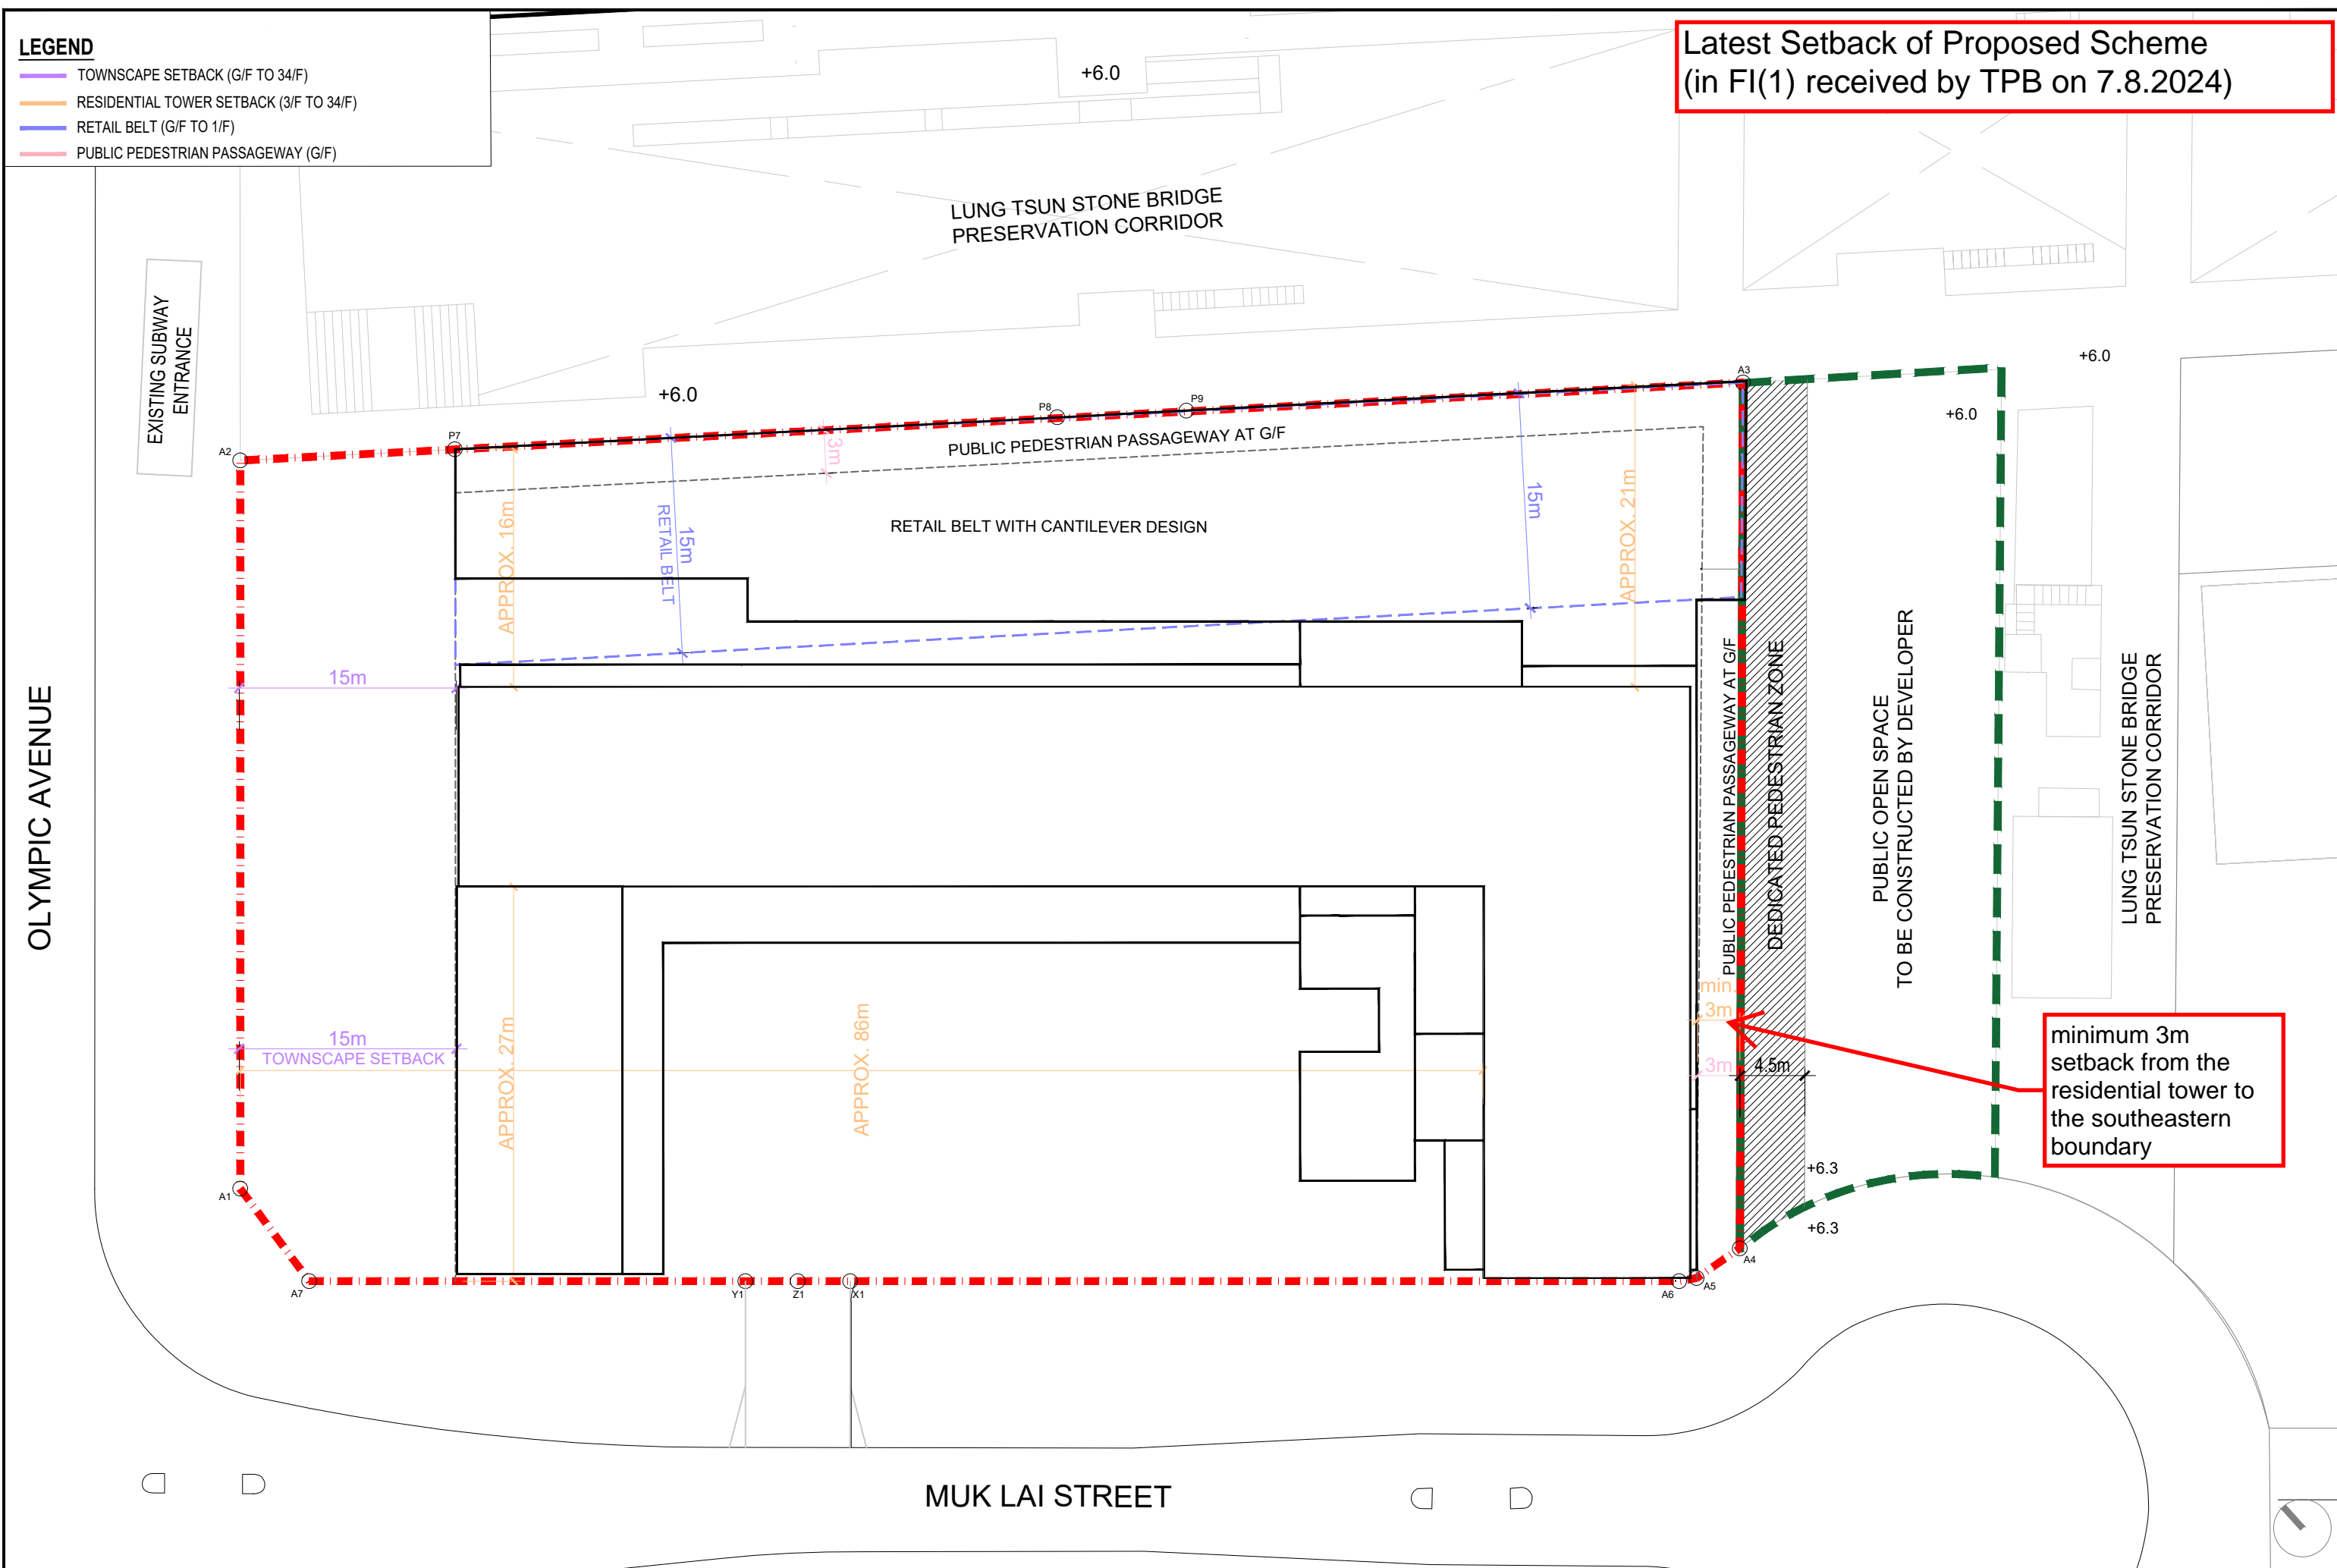 LEGEND
TOWNSCAPE SETBACK (G/F TO 34/F)
RESIDENTIAL TOWER SETBACK (3/F TO 34/F)
RETAIL BELT (G/F TO 1/F)
PUBLIC PEDESTRIAN PASSAGEWAY (G/F)
Latest Setback of Proposed Scheme
(in FI(1) received by TPB on 7.8.2024)
+6.0
LUNG TSUN STONE BRIDGE
PRESERVATION CORRIDOR
EXISTING SUBWAY
ENTRANCE
+6.0
+6.0
+6.0
A2
P7
P8
P9
A3
3m
PUBLIC PEDESTRIAN PASSAGEWAY AT G/F
RETAIL BELT WITH CANTILEVER DESIGN
APPROX. 16m
15m
RETAIL BELT
15m
APPROX. 21m
15m
OLYMPIC AVENUE
PUBLIC PEDESTRIAN PASSAGEWAY AT G/F
DEDICATED PEDESTRIAN ZONE
PUBLIC OPEN SPACE
TO BE CONSTRUCTED BY DEVELOPER
LUNG TSUN STONE BRIDGE
PRESERVATION CORRIDOR
15m
TOWNSCAPE SETBACK
APPROX. 27m
APPROX. 86m
min.
3m
3m
4.5m
minimum 3m
setback from the
residential tower to
the southeastern
boundary
+6.3
+6.3
A1
A7
Y1
Z1
X1
A6
A5
A4
MUK LAI STREET